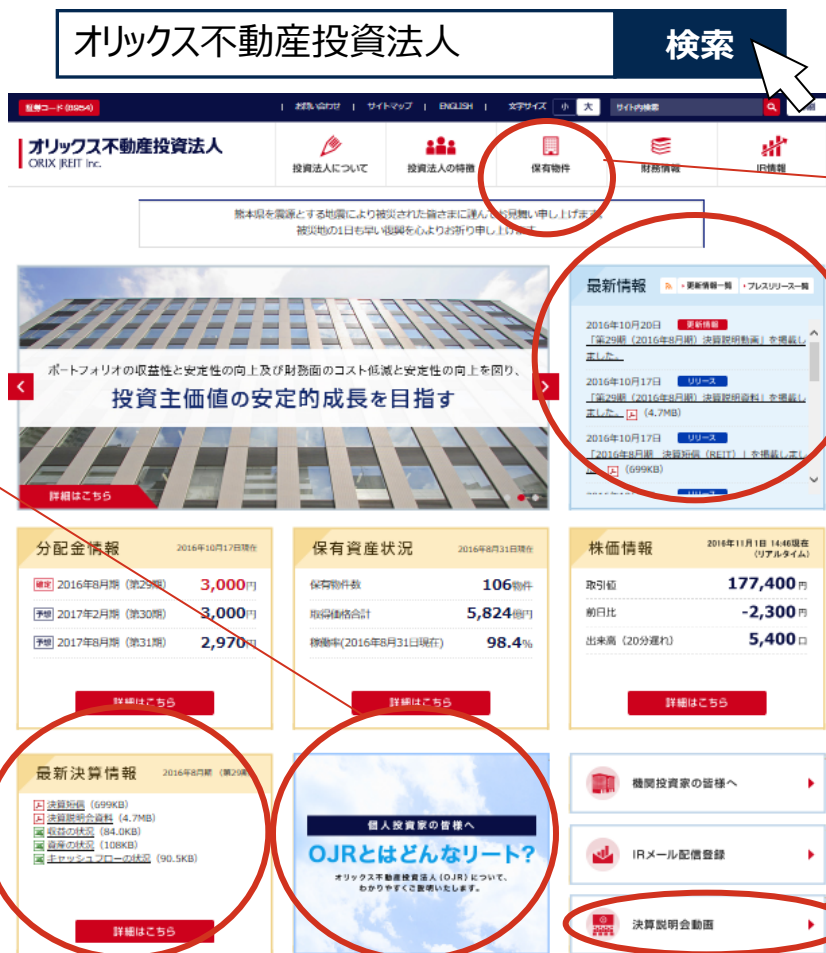 オリックス不動産投資法人
検索
証券コード(8954)
お問い合わせ
サイトマップ
ENGLISH
文字サイズ
小
大
サイト内検索
オリックス不動産投資法人
ORIX JREIT Inc.
投資法人について
投資法人の特徴
保有物件
財務情報
IR情報
熊本県を震源とする地震により被災された皆さまに謹んでお見舞い申し上げます。
被災地の1日も早い復興を心よりお祈り申し上げます。
ポートフォリオの収益性と安定性の向上及び財務面のコスト低減と安定性の向上を図り、
投資主価値の安定的成長を目指す
詳細はこちら
最新情報
更新情報一覧
プレスリリース一覧
2016年10月20日 更新情報
「第29期（2016年8月期）決算説明動画」を掲載し
ました。
2016年10月17日 リリース
「第29期（2016年8月期）決算説明資料」を掲載し
ました。 (4.7MB)
2016年10月17日 リリース
「2016年8月期 決算短信（REIT）」を掲載しまし
(699KB)
分配金情報 2016年10月17日現在
確定 2016年8月期（第29期） 3,000円
予想 2017年2月期（第30期） 3,000円
予想 2017年8月期（第31期） 2,970円
詳細はこちら
保有資産状況 2016年8月31日現在
保有物件数 106物件
取得価格合計 5,824億円
稼働率(2016年8月31日現在) 98.4%
詳細はこちら
株価情報 2016年11月1日 14:46現在
（リアルタイム）
取引値 177,400円
前日比 -2,300円
出来高（20分遅れ） 5,400口
詳細はこちら
最新決算情報 2016年8月期 （第29期）
決算短信 (699KB)
決算説明会資料 (4.7MB)
収益の状況 (84.0KB)
資産の状況 (108KB)
キャッシュフローの状況 (90.5KB)
詳細はこちら
個人投資家の皆様へ
OJRとはどんなリート?
オリックス不動産投資法人(OJR)について、
わかりやすくご説明いたします。
機関投資家の皆様へ
IRメール配信登録
決算説明会動画